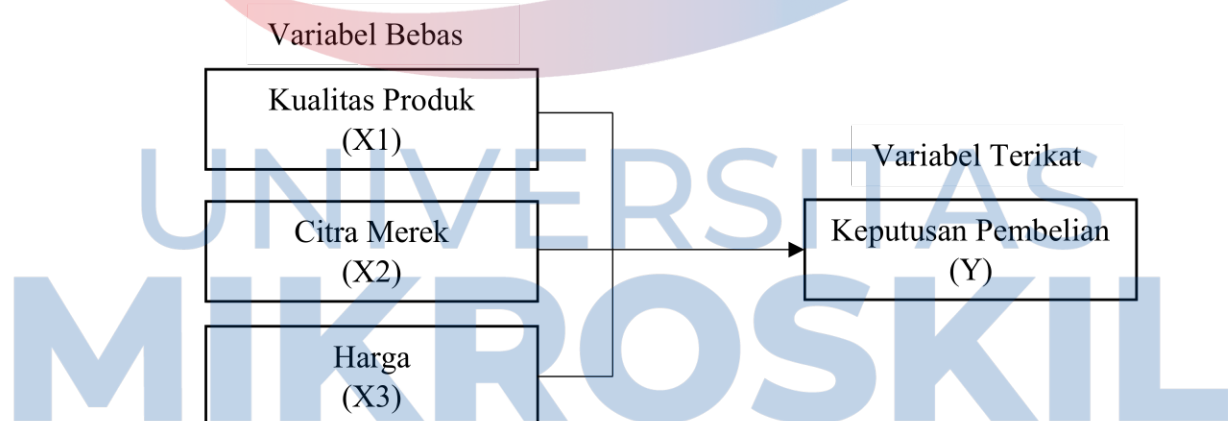 Variabel Bebas
Kualitas Produk
(X1)
Variabel Terikat
Citra Merek
(X2)
Keputusan Pembelian
(Y)
Harga
(X3)
UNIVERSITAS
MIKROSKIL